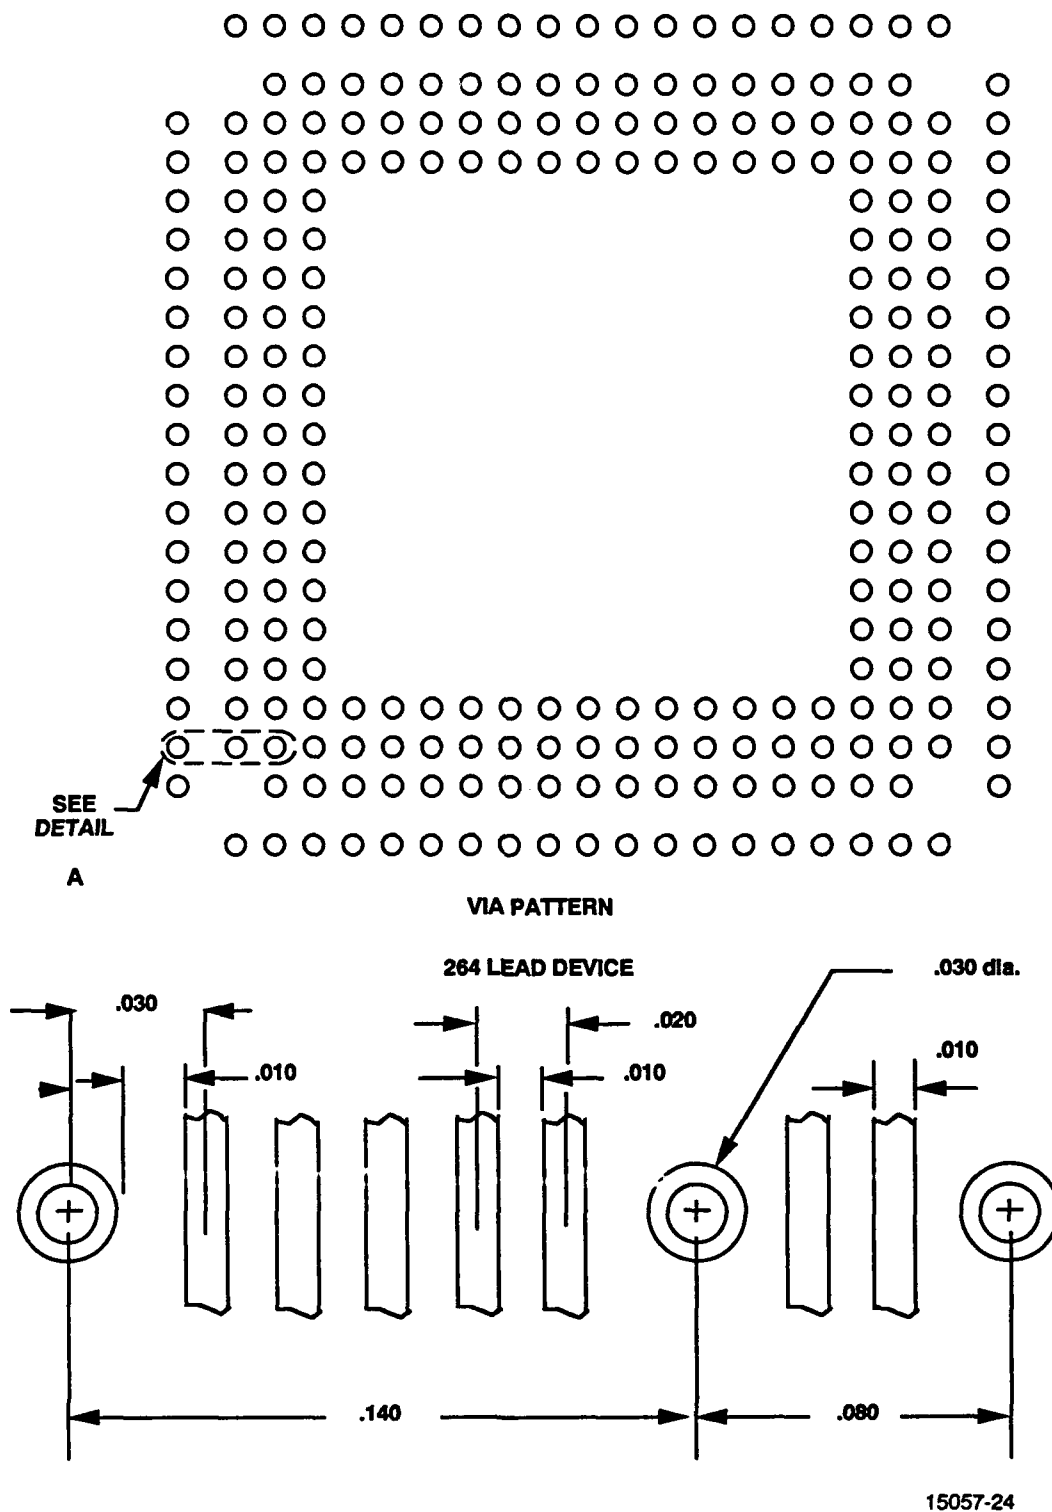 SEE
DETAIL
A
VIA PATTERN
264 LEAD DEVICE
.030 dia.
.030
.020
.010
.010
.010
.140
.080
15057-24